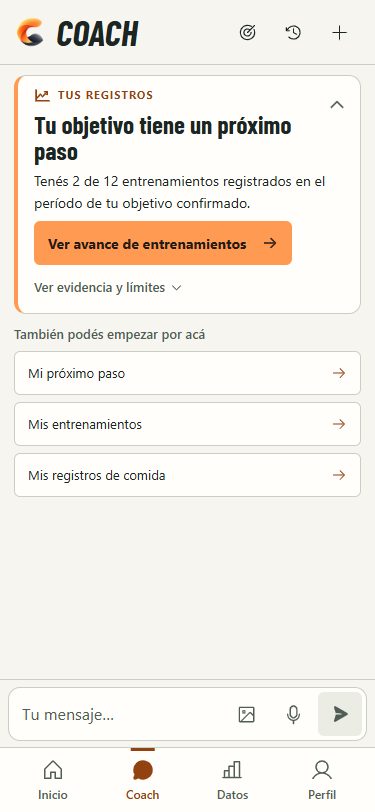 COACH
TUS REGISTROS
Tu objetivo tiene un próximo
paso
Tenés 2 de 12 entrenamientos registrados en el
período de tu objetivo confirmado.
Ver avance de entrenamientos
Ver evidencia y límites
También podés empezar por acá
Mi próximo paso
Mis entrenamientos
Mis registros de comida
Tu mensaje...
Inicio
Coach
Datos
Perfil